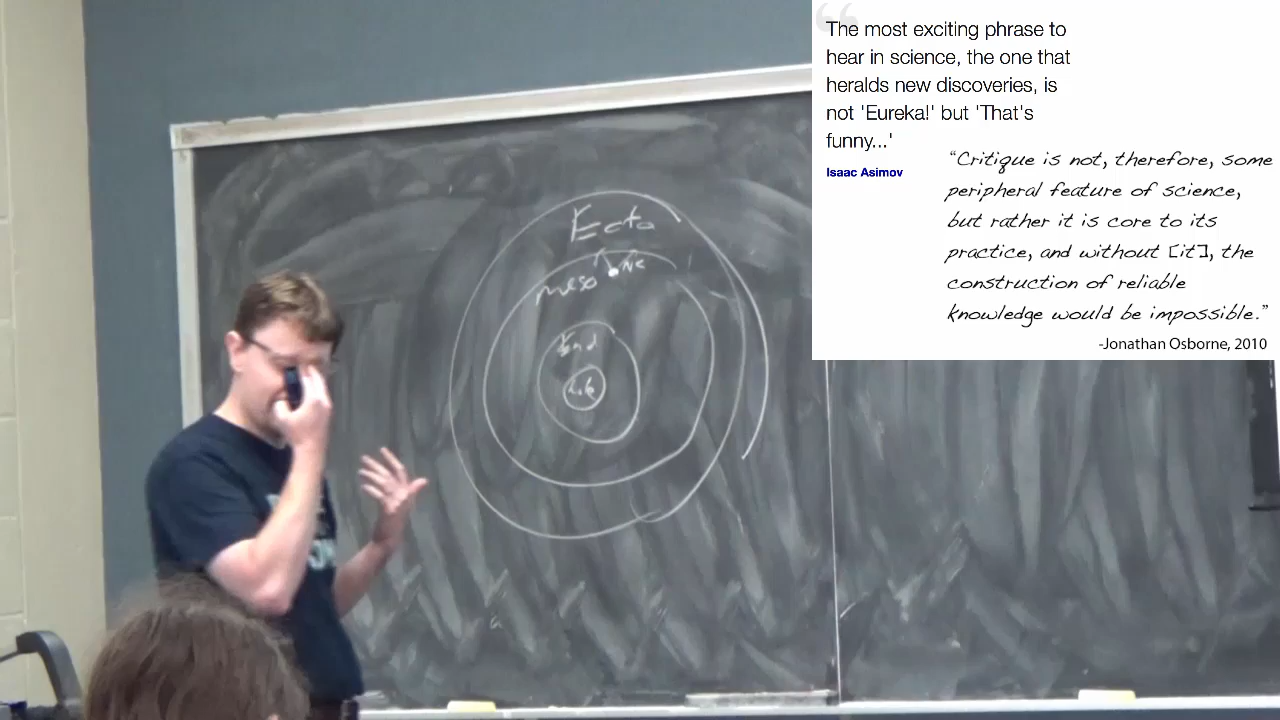 “
The most exciting phrase to
hear in science, the one that
heralds new discoveries, is
not 'Eureka!' but 'That's
funny...'
Isaac Asimov
“Critique is not, therefore, some
peripheral feature of science,
but rather it is core to its
practice, and without [it], the
construction of reliable
knowledge would be impossible.”
-Jonathan Osborne, 2010
Ecto
meso
End